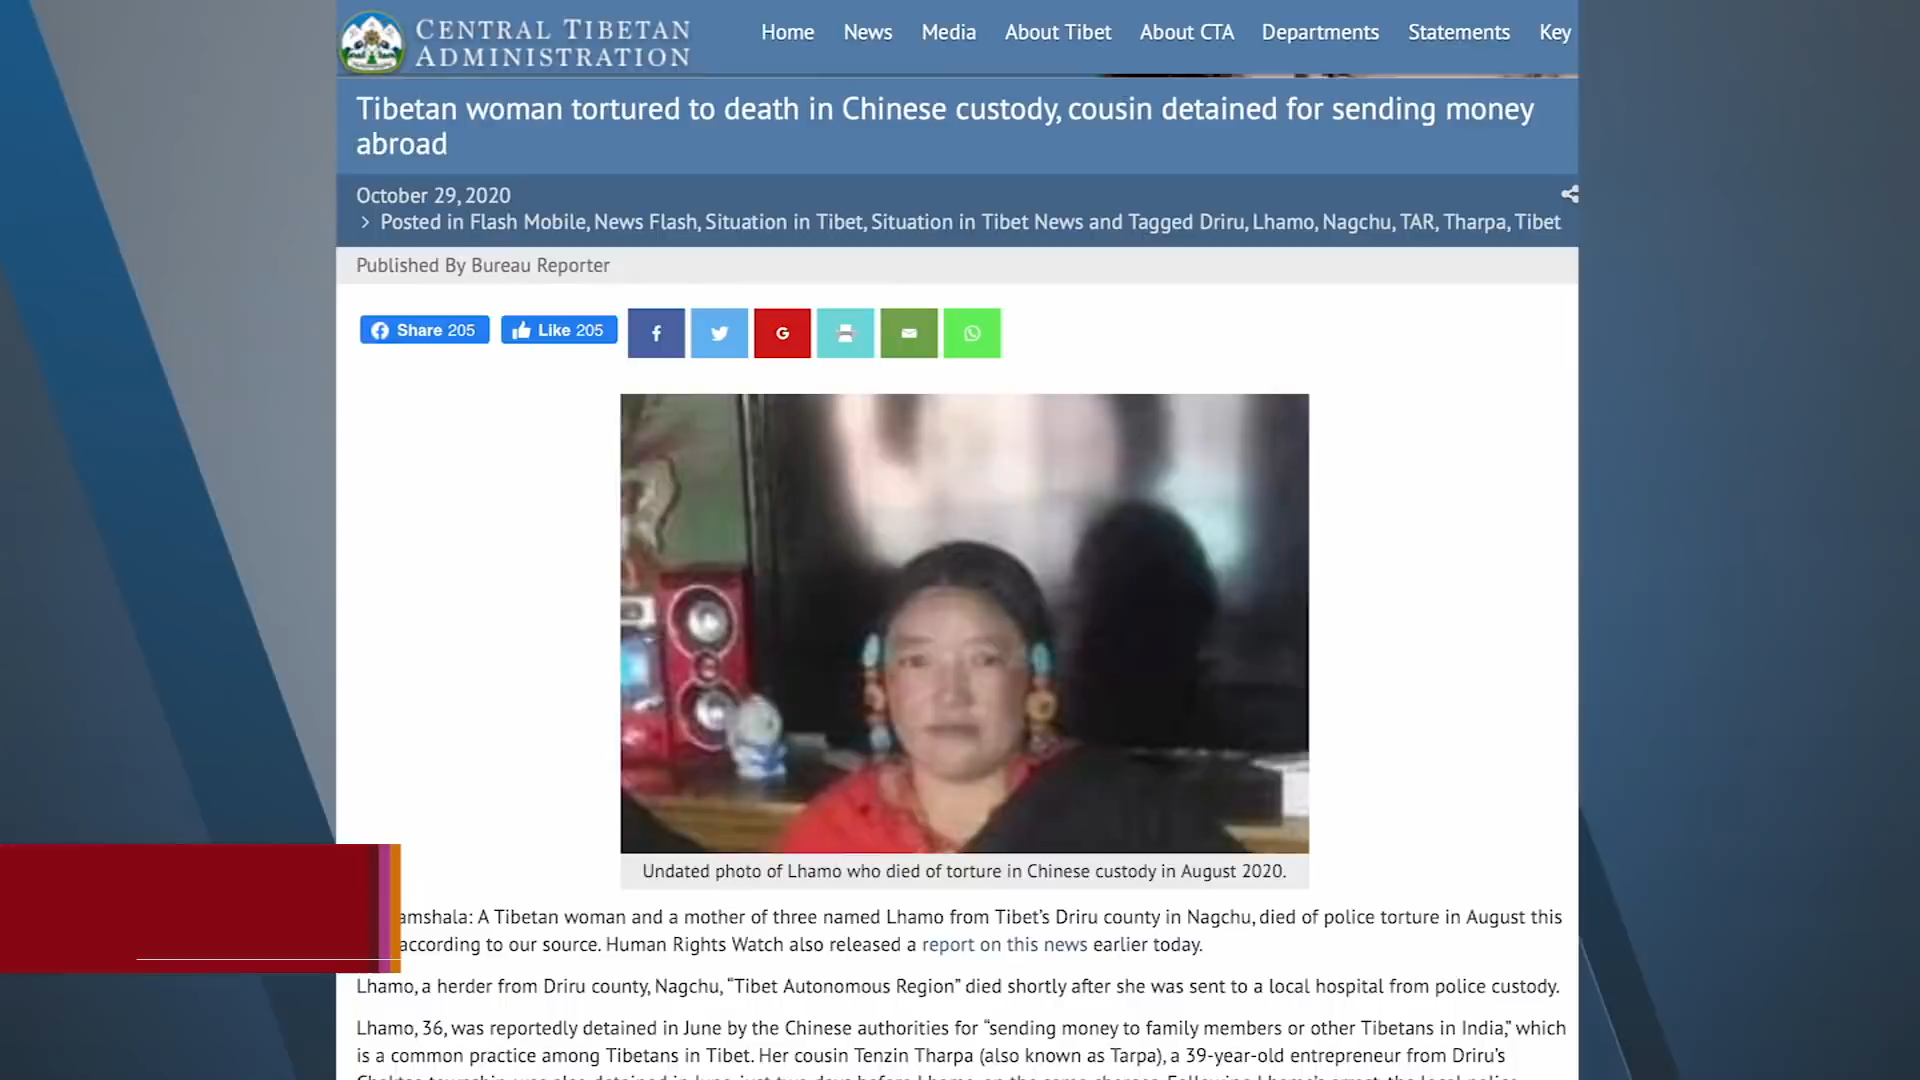 CENTRAL TIBETAN
ADMINISTRATION
Home News Media About Tibet About CTA Departments Statements Key
Tibetan woman tortured to death in Chinese custody, cousin detained for sending money
abroad
October 29, 2020
> Posted in Flash Mobile, News Flash, Situation in Tibet, Situation in Tibet News and Tagged Driru, Lhamo, Nagchu, TAR, Tharpa, Tibet
Published By Bureau Reporter
Share 205 Like 205
Undated photo of Lhamo who died of torture in Chinese custody in August 2020.
amshala: A Tibetan woman and a mother of three named Lhamo from Tibet's Driru county in Nagchu, died of police torture in August this
according to our source. Human Rights Watch also released a report on this news earlier today.
Lhamo, a herder from Driru county, Nagchu, “Tibet Autonomous Region” died shortly after she was sent to a local hospital from police custody.
Lhamo, 36, was reportedly detained in June by the Chinese authorities for “sending money to family members or other Tibetans in India,” which
is a common practice among Tibetans in Tibet. Her cousin Tenzin Tharpa (also known as Tarpa), a 39-year-old entrepreneur from Driru's